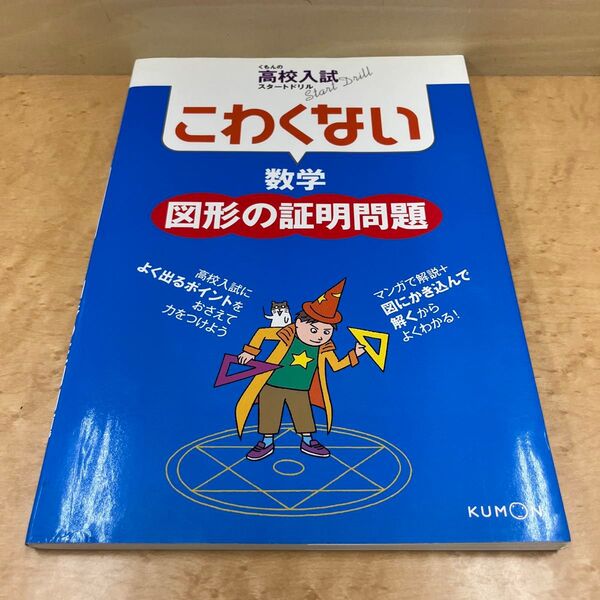 くもんの
高校入試
スタートドリル
Start Drill
こわくない
数学
図形の証明問題
高校入試に
よく出るポイントを
おさえて
力をつけよう
マンガで解説+
図にかき込んで
解くから
よくわかる!
KUMON